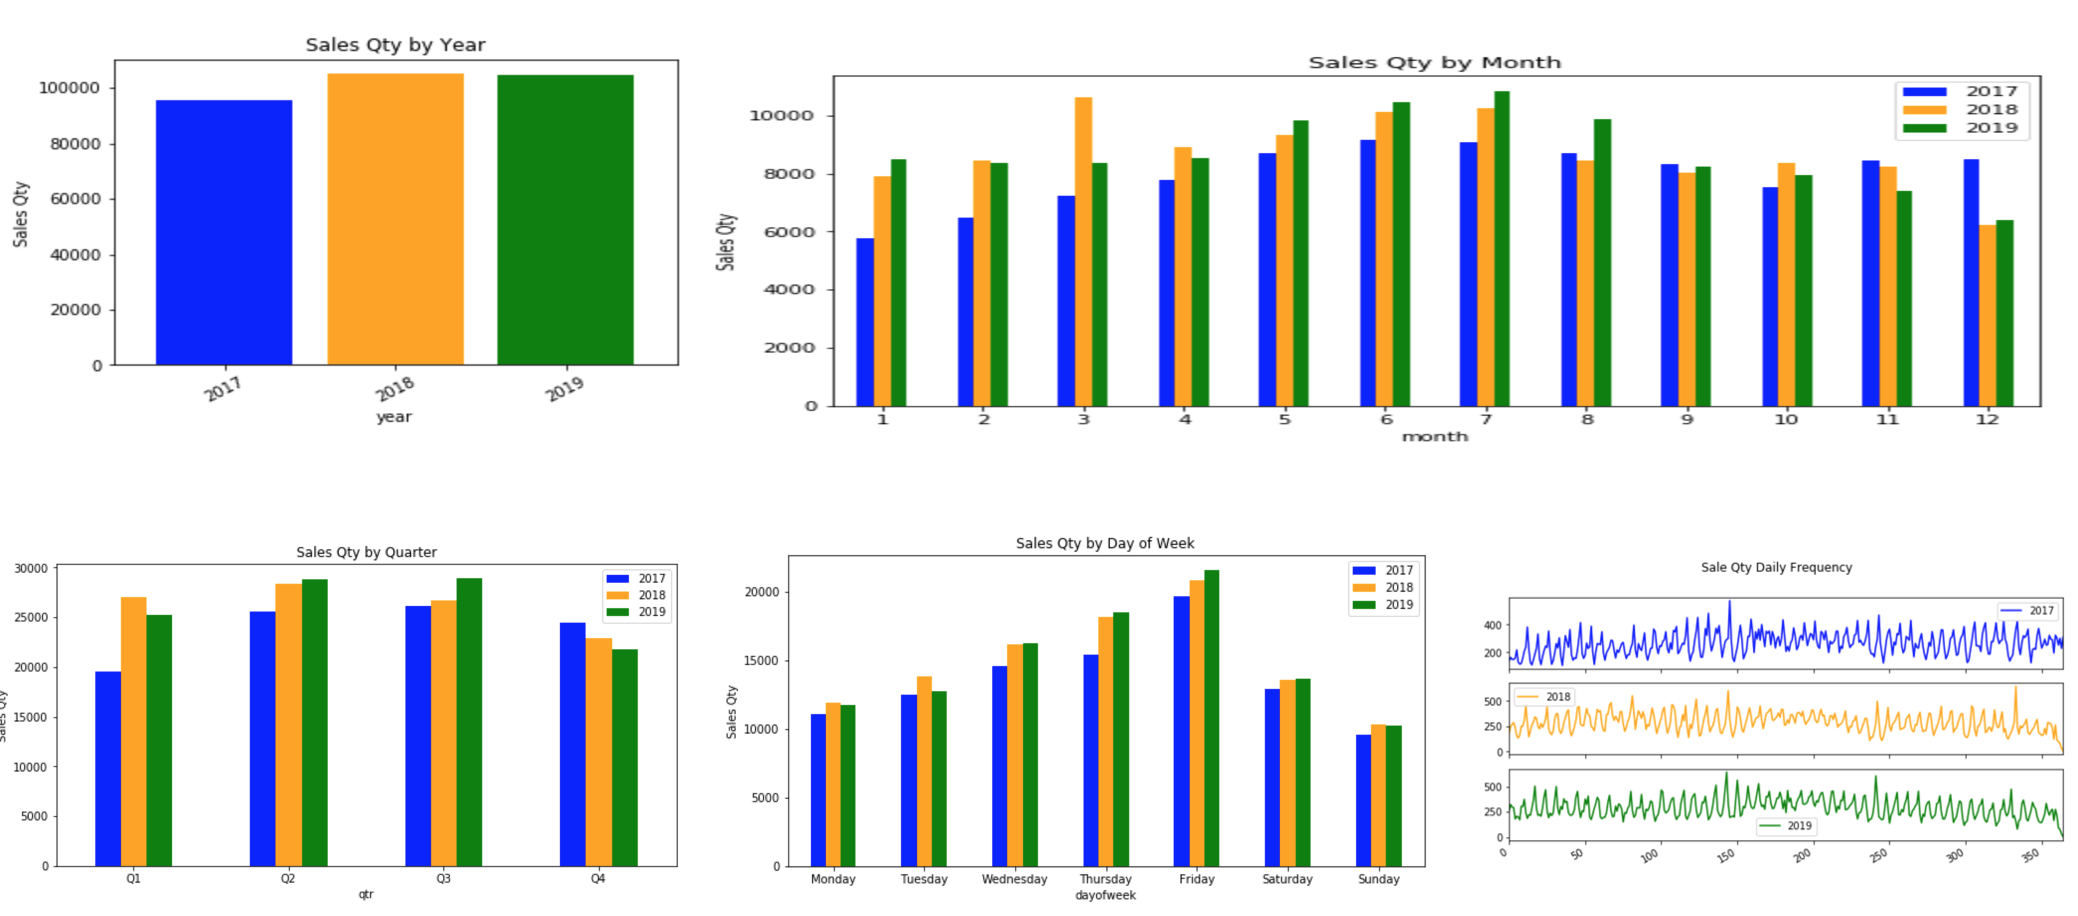 Sales Qty by Year
Sales Qty
100000
80000
60000
40000
20000
0
2017
2018
2019
year
Sales Qty by Month
Sales Qty
10000
8000
6000
4000
2000
0
2017
2018
2019
1 2 3 4 5 6 7 8 9 10 11 12
month
Sales Qty by Quarter
Sales Qty
30000
25000
20000
15000
10000
5000
0
2017
2018
2019
Q1 Q2 Q3 Q4
qtr
Sales Qty by Day of Week
Sales Qty
20000
15000
10000
5000
0
2017
2018
2019
Monday Tuesday Wednesday Thursday Friday Saturday Sunday
dayofweek
Sale Qty Daily Frequency
400
200
2017
500
250
0
2018
500
250
0
2019
0 50 100 150 200 250 300 350